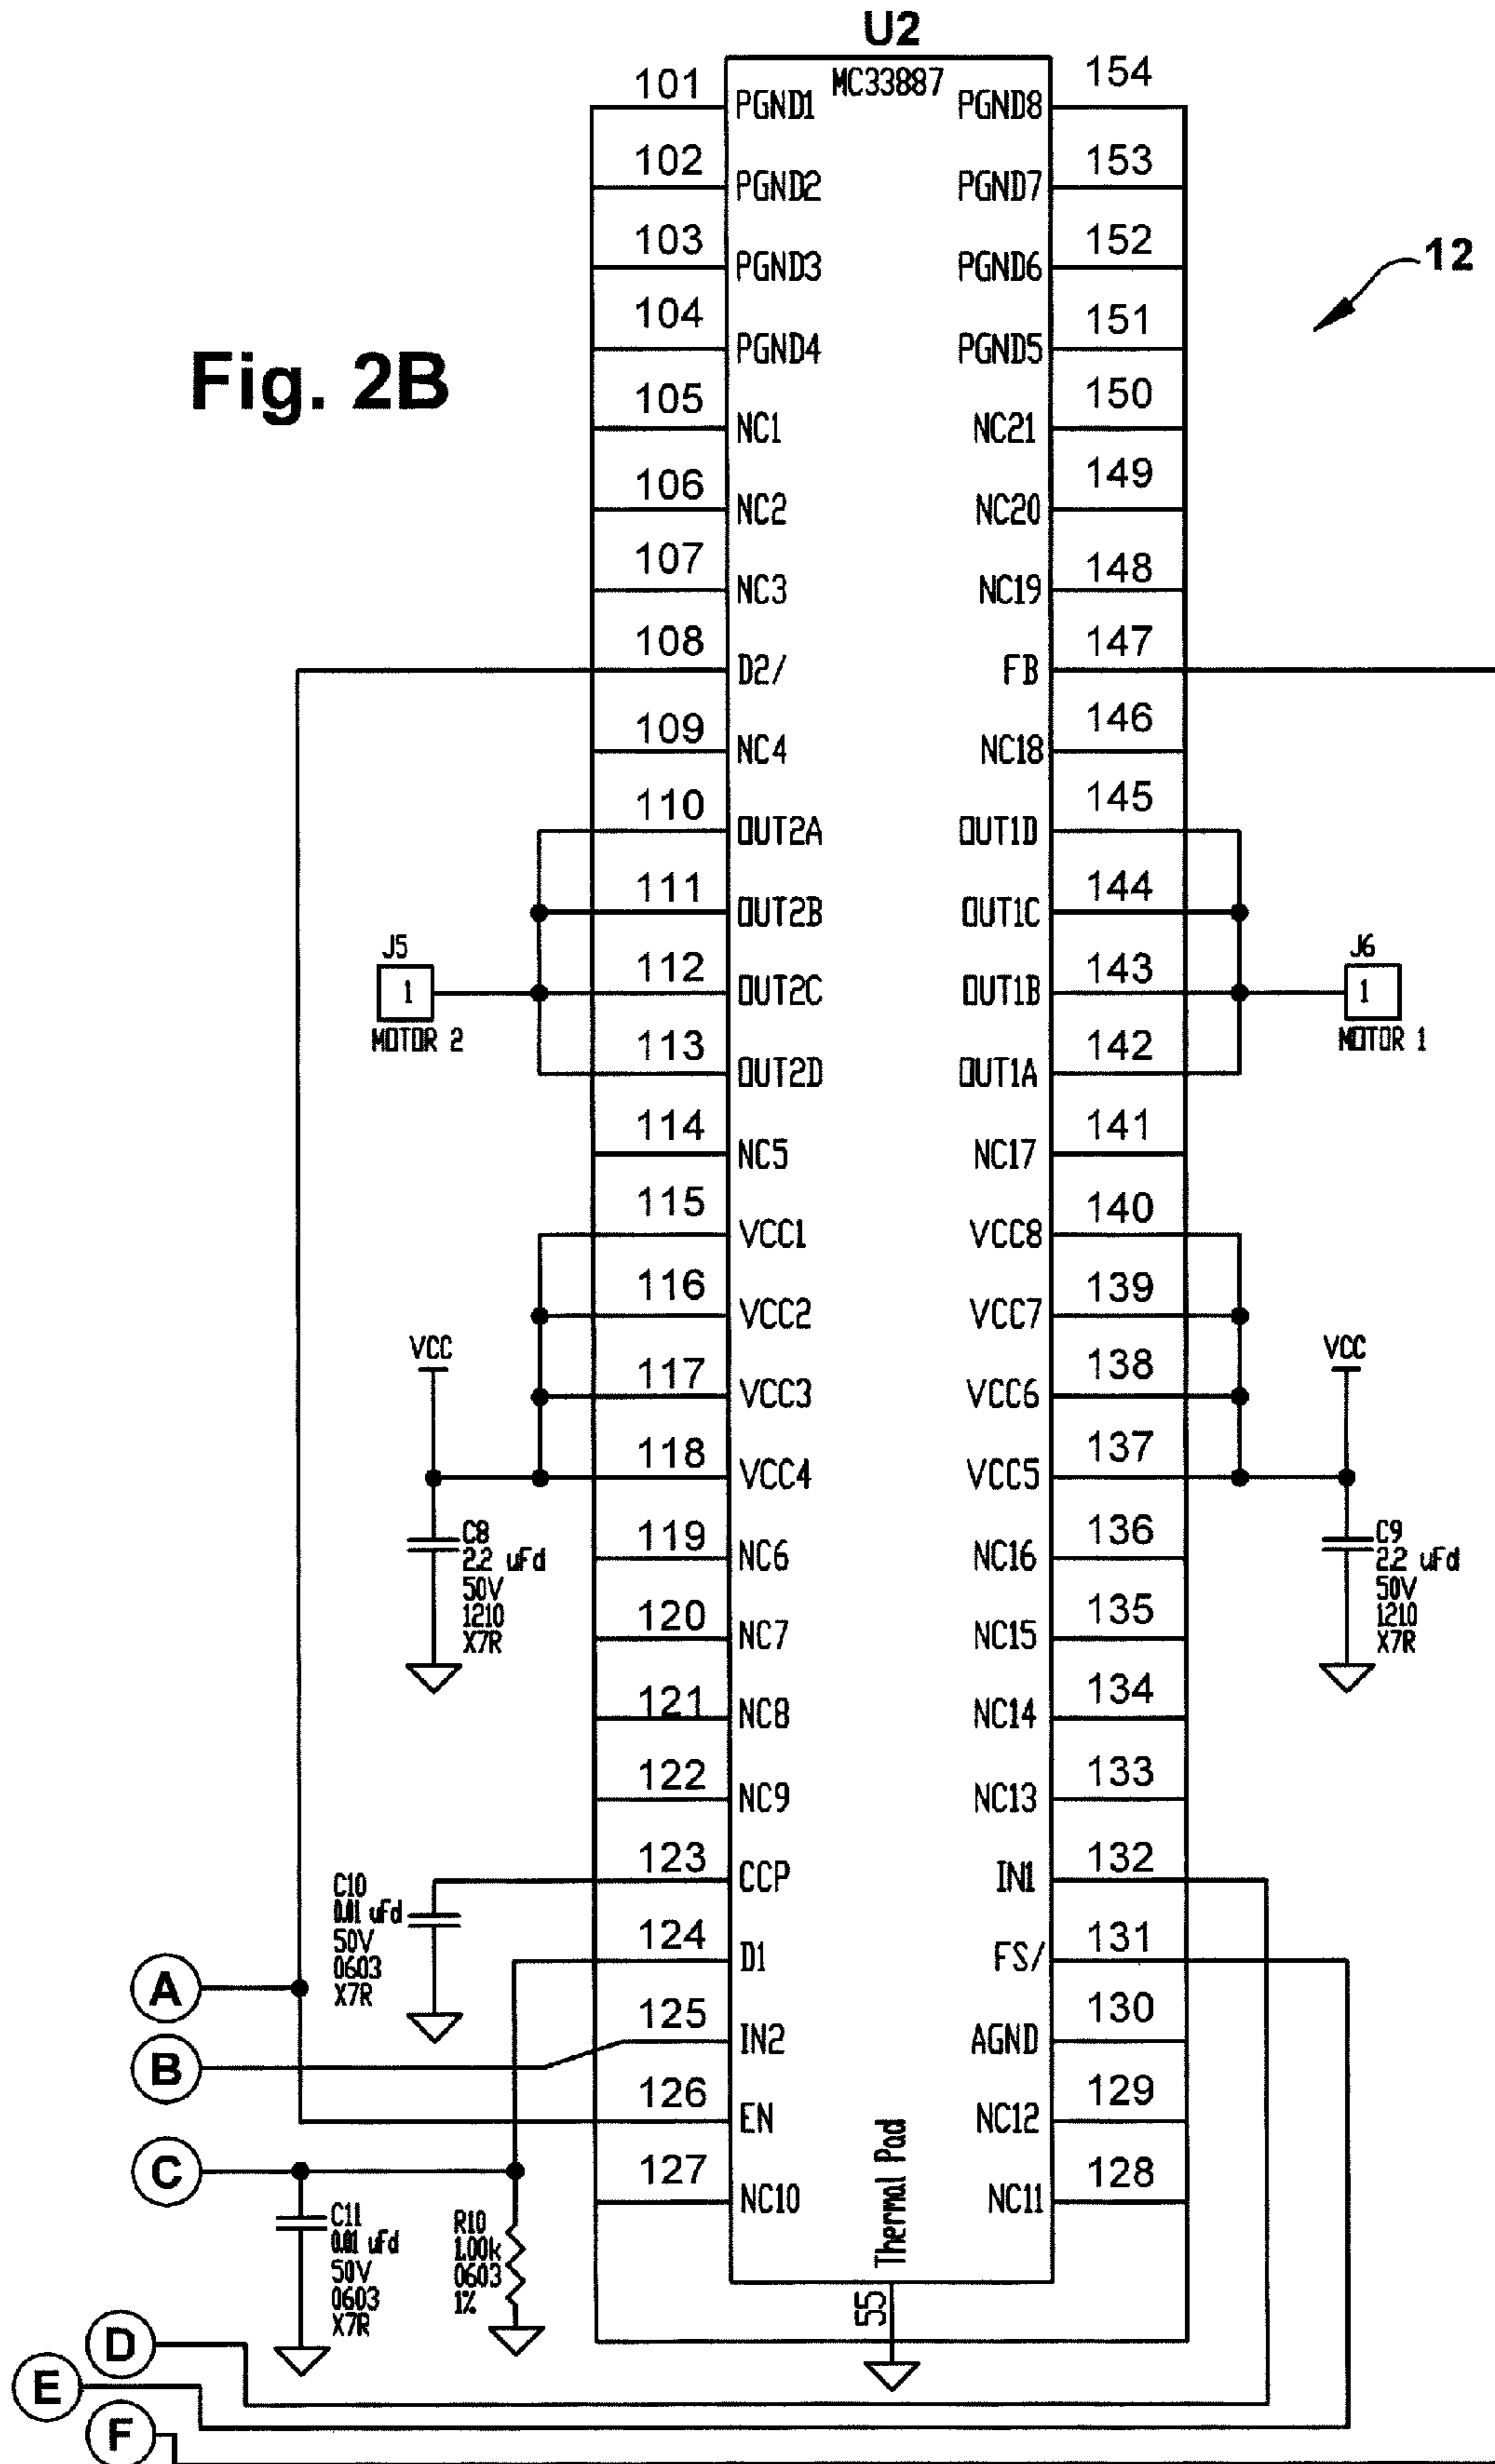 U2
MC33887
Fig. 2B
12
101 PGND1 PGND8 154
102 PGND2 PGND7 153
103 PGND3 PGND6 152
104 PGND4 PGND5 151
105 NC1 NC21 150
106 NC2 NC20 149
107 NC3 NC19 148
108 D2/ FB 147
109 NC4 NC18 146
110 OUT2A OUT1D 145
111 OUT2B OUT1C 144
112 OUT2C OUT1B 143
113 OUT2D OUT1A 142
J5
1
MOTOR 2
J6
1
MOTOR 1
114 NC5 NC17 141
115 VCC1 VCC8 140
116 VCC2 VCC7 139
117 VCC3 VCC6 138
118 VCC4 VCC5 137
VCC
C8
2.2 uFd
50V
1210
X7R
VCC
C9
2.2 uFd
50V
1210
X7R
119 NC6 NC16 136
120 NC7 NC15 135
121 NC8 NC14 134
122 NC9 NC13 133
123 CCP IN1 132
124 D1 FS/ 131
125 IN2 AGND 130
126 EN NC12 129
127 NC10 NC11 128
C10
0.01 uFd
50V
0603
X7R
A
B
C
C11
0.01 uFd
50V
0603
X7R
R10
1.00k
0603
1%
Thermal Pad
55
D
E
F